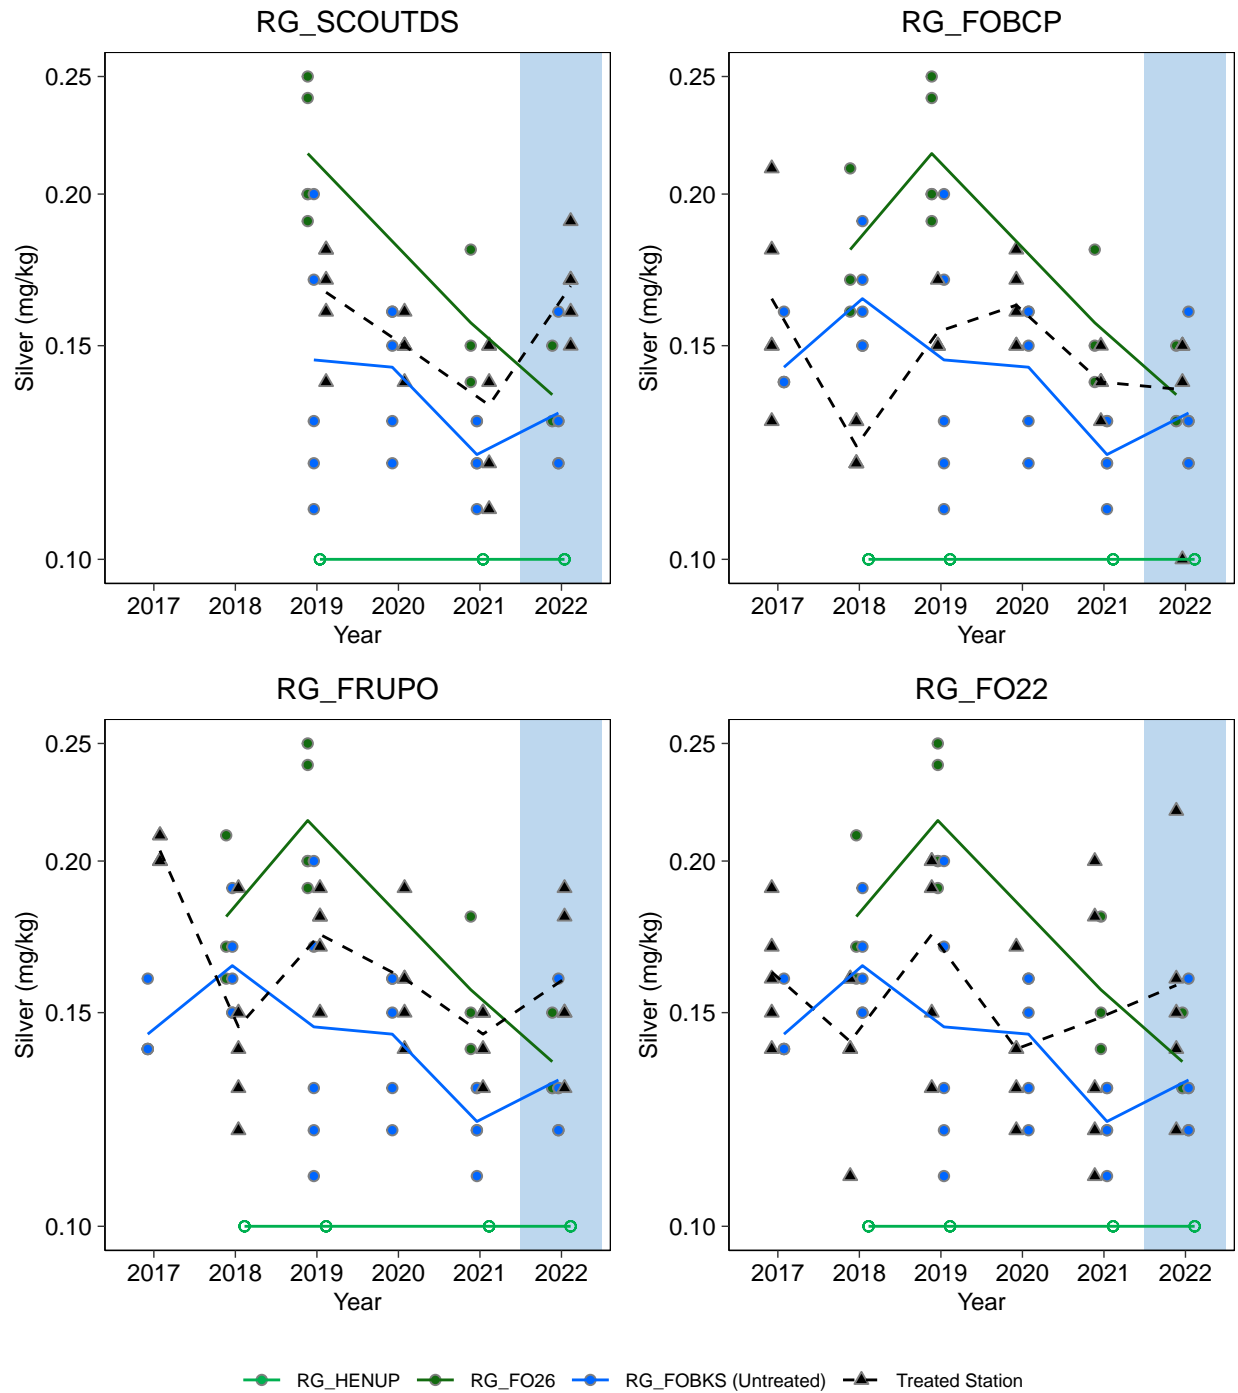 RG_SCOUTDS
RG_FOBCP
Silver (mg/kg)
0.25
0.20
0.15
0.10
2017 2018 2019 2020 2021 2022
Year
Silver (mg/kg)
0.25
0.20
0.15
0.10
2017 2018 2019 2020 2021 2022
Year
RG_FRUPO
RG_FO22
Silver (mg/kg)
0.25
0.20
0.15
0.10
2017 2018 2019 2020 2021 2022
Year
Silver (mg/kg)
0.25
0.20
0.15
0.10
2017 2018 2019 2020 2021 2022
Year
RG_HENUP RG_FO26 RG_FOBKS (Untreated) Treated Station